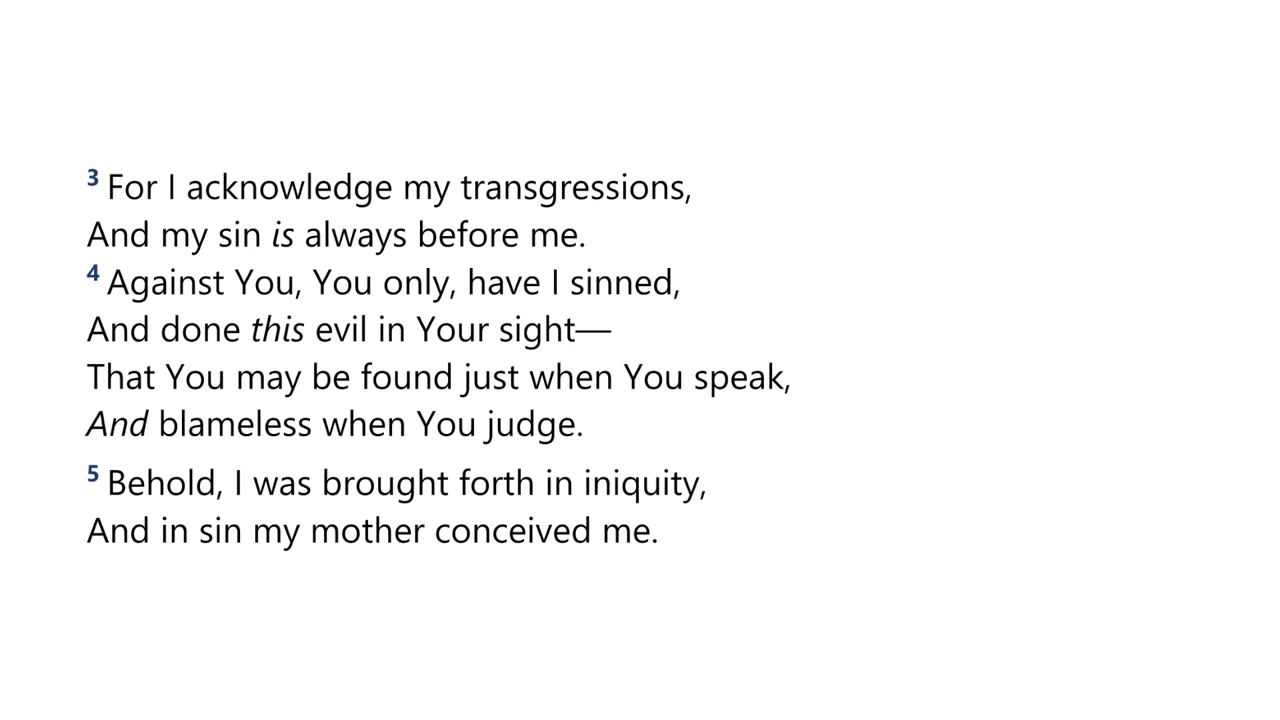 3 For I acknowledge my transgressions,
And my sin is always before me.
4 Against You, You only, have I sinned,
And done this evil in Your sight—
That You may be found just when You speak,
And blameless when You judge.
5 Behold, I was brought forth in iniquity,
And in sin my mother conceived me.